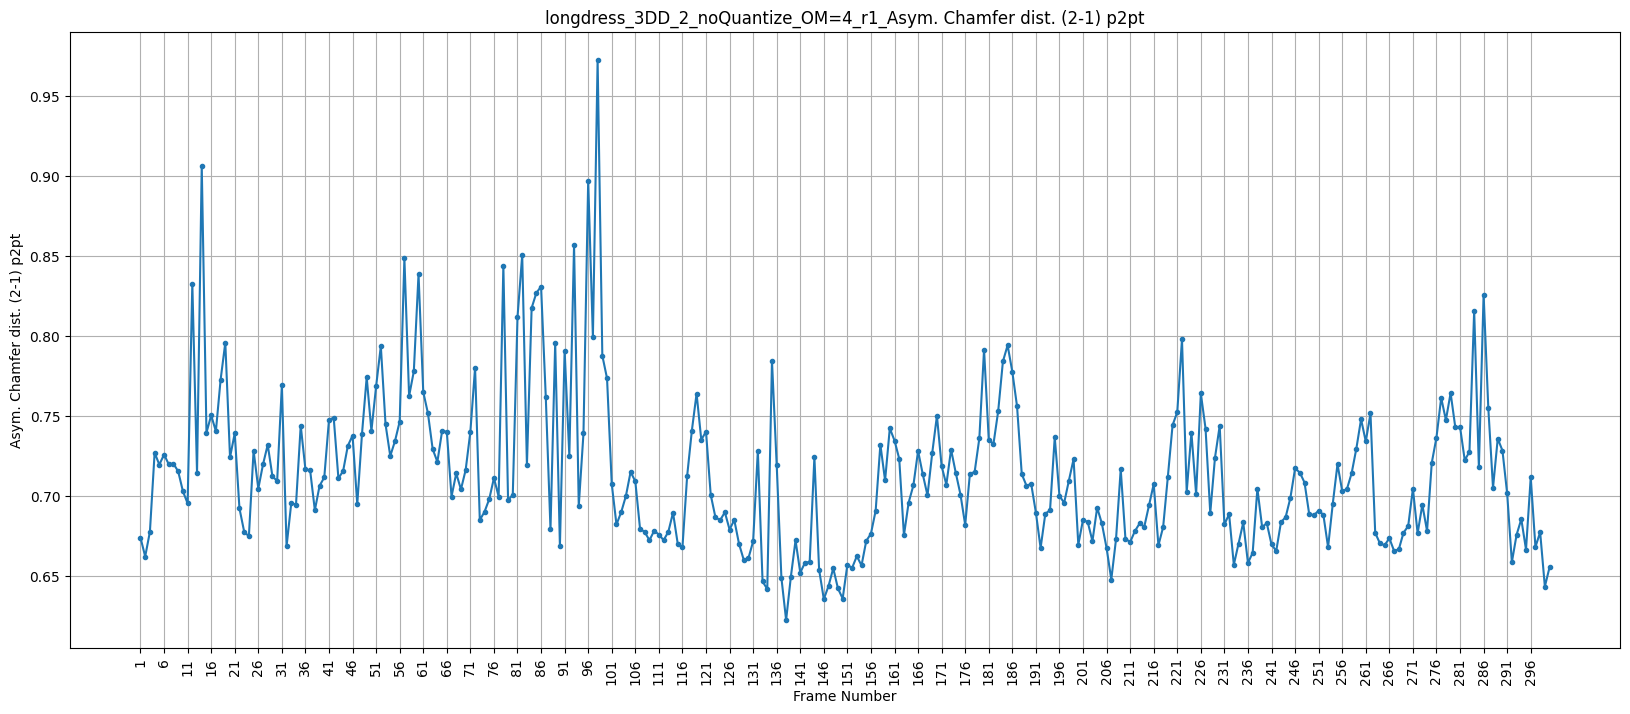 longdress_3DD_2_noQuantize_OM=4_r1_Asym. Chamfer dist. (2-1) p2pt
Asym. Chamfer dist. (2-1) p2pt
0.95
0.90
0.85
0.80
0.75
0.70
0.65
1 6 11 16 21 26 31 36 41 46 51 56 61 66 71 76 81 86 91 96 101 106 111 116 121 126 131 136 141 146 151 156 161 166 171 176 181 186 191 196 201 206 211 216 221 226 231 236 241 246 251 256 261 266 271 276 281 286 291 296
Frame Number